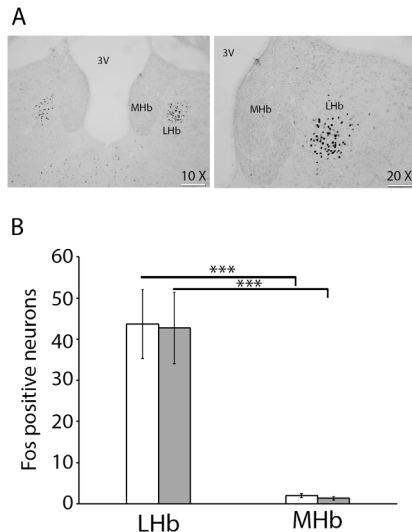 A
3V
MHb
LHb
10 X
3V
MHb
LHb
20 X
B
Fos positive neurons
60
50
40
30
20
10
0
***
***
LHb
MHb